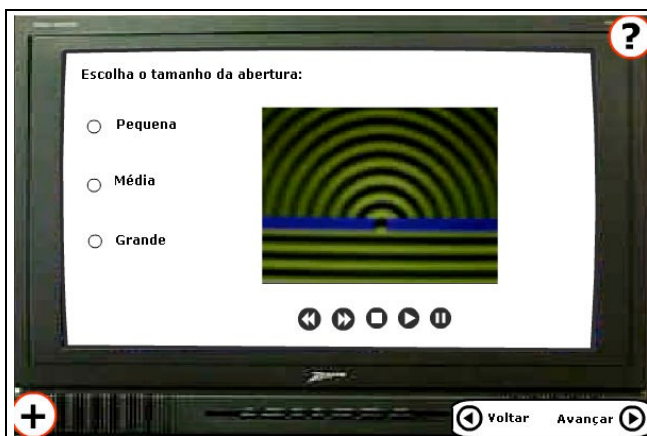 ?
Escolha o tamanho da abertura:
Pequena
Média
Grande
+
Voltar Avançar